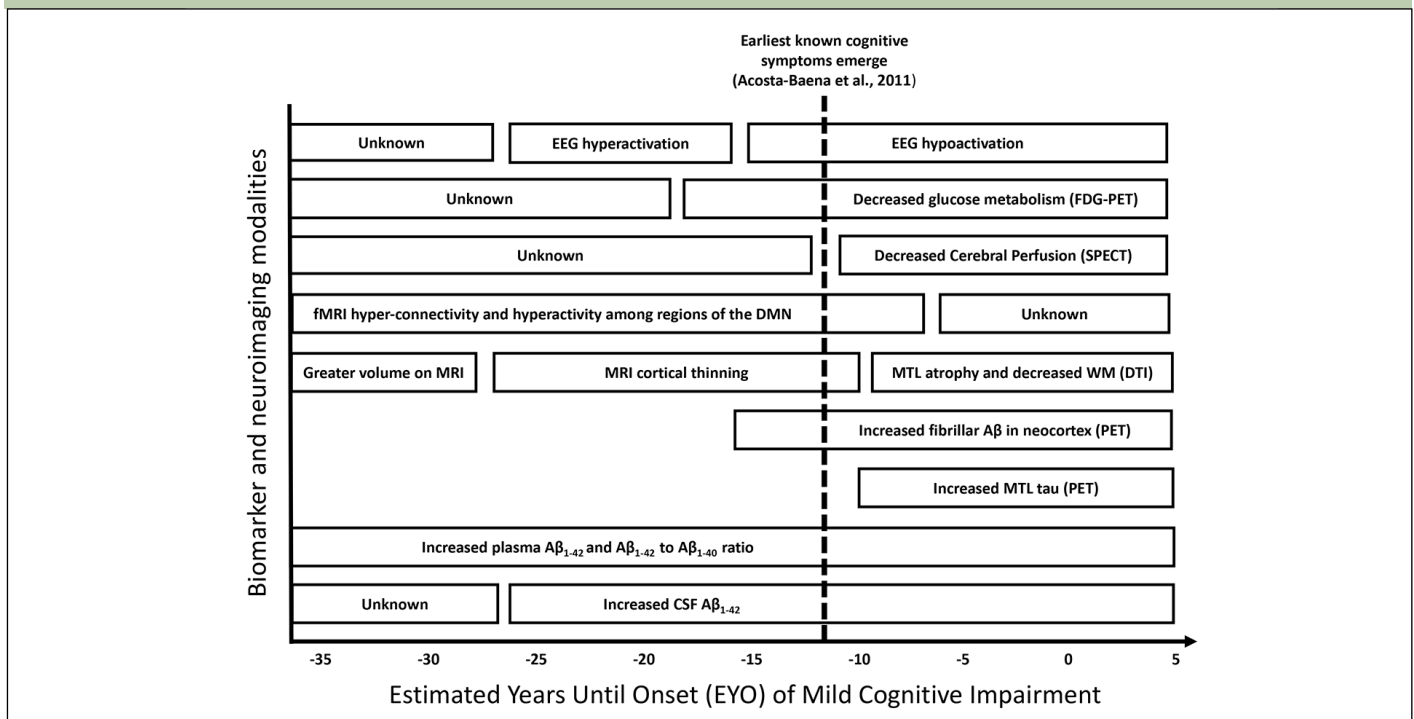 Earliest known cognitive
symptoms emerge
(Acosta-Baena et al., 2011)
Biomarker and neuroimaging modalities
Unknown
EEG hyperactivation
EEG hypoactivation
Unknown
Decreased glucose metabolism (FDG-PET)
Unknown
Decreased Cerebral Perfusion (SPECT)
fMRI hyper-connectivity and hyperactivity among regions of the DMN
Unknown
Greater volume on MRI
MRI cortical thinning
MTL atrophy and decreased WM (DTI)
Increased fibrillar Aβ in neocortex (PET)
Increased MTL tau (PET)
Increased plasma Aβ₁₋₄₂ and Aβ₁₋₄₂ to Aβ₁₋₄₀ ratio
Unknown
Increased CSF Aβ₁₋₄₂
-35 -30 -25 -20 -15 -10 -5 0 5
Estimated Years Until Onset (EYO) of Mild Cognitive Impairment